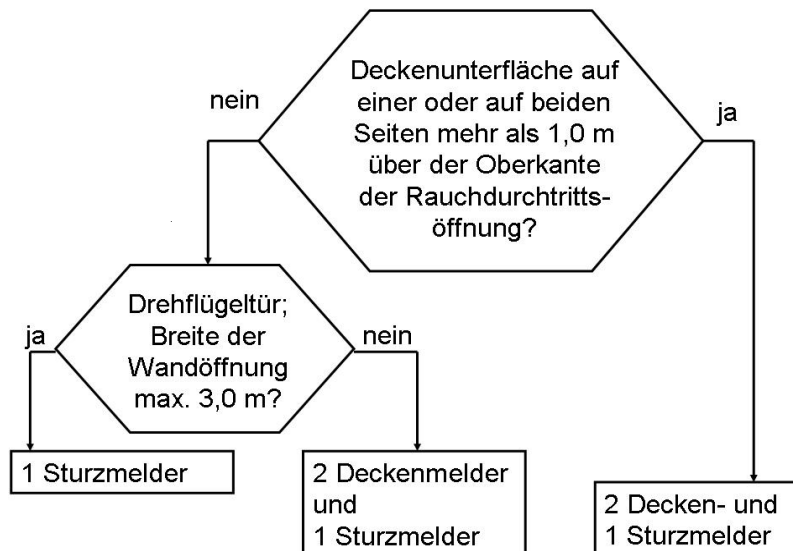 Deckenunterfläche auf
einer oder auf beiden
Seiten mehr als 1,0 m
über der Oberkante
der Rauchdurchtritts-
öffnung?
nein
ja
Drehflügeltür;
Breite der
Wandöffnung
max. 3,0 m?
ja
nein
1 Sturzmelder
2 Deckenmelder
und
1 Sturzmelder
2 Decken- und
1 Sturzmelder